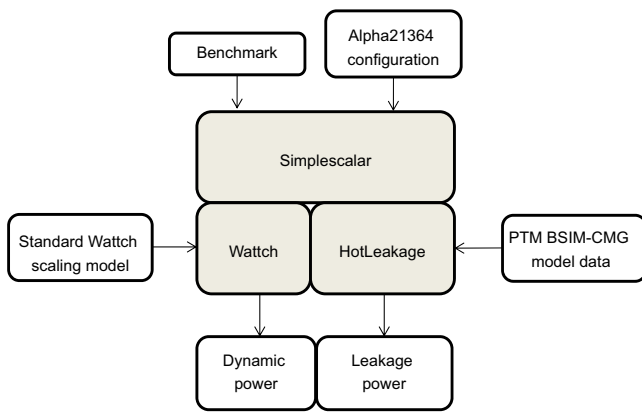 Benchmark
Alpha21364
configuration
Simplescalar
Standard Wattch
scaling model
Wattch
HotLeakage
PTM BSIM-CMG
model data
Dynamic
power
Leakage
power